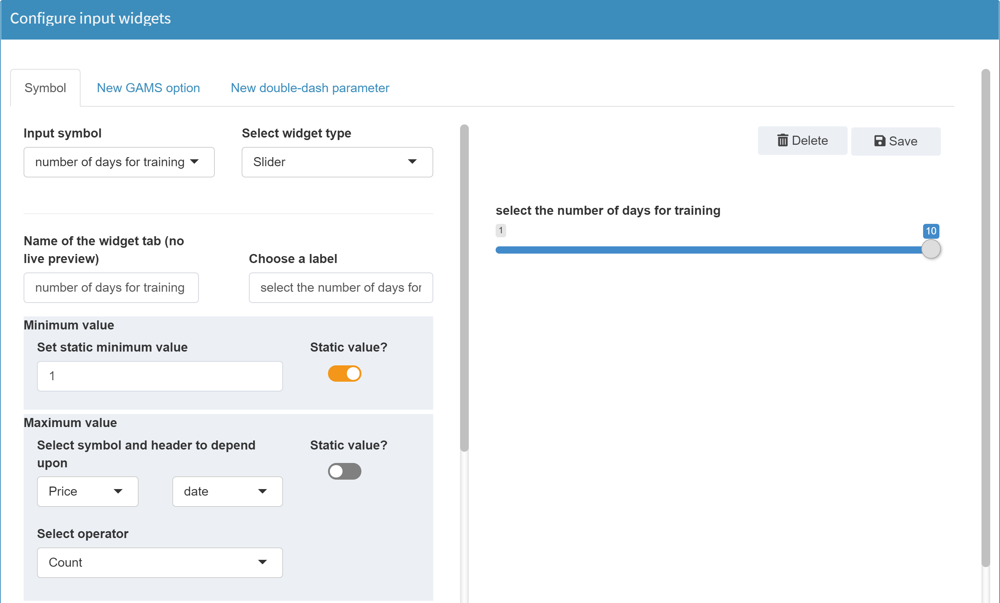 Configure input widgets
Symbol
New GAMS option
New double-dash parameter
Input symbol
Select widget type
number of days for training
Slider
Delete
Save
select the number of days for training
1
10
Name of the widget tab (no
live preview)
Choose a label
number of days for training
select the number of days for
Minimum value
Set static minimum value
Static value?
1
Maximum value
Select symbol and header to depend
upon
Static value?
Price
date
Select operator
Count